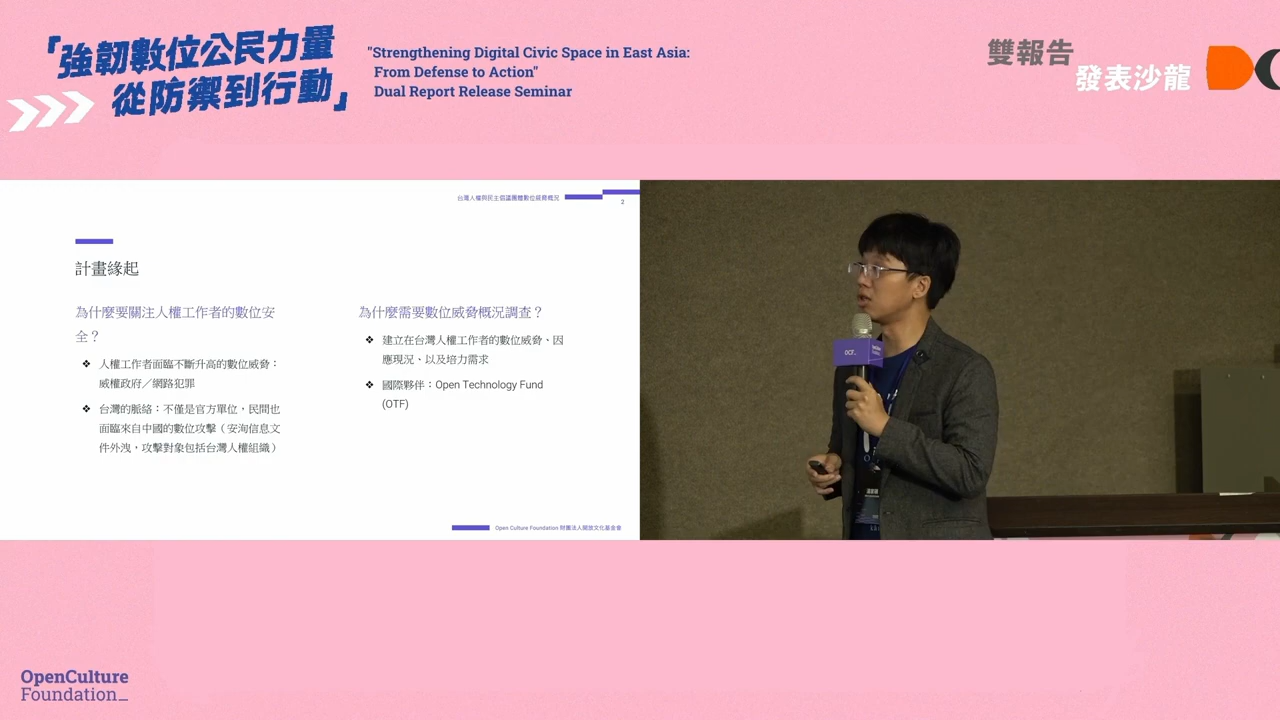 「強韌數位公民力量
從防禦到行動」
"Strengthening Digital Civic Space in East Asia:
From Defense to Action"
Dual Report Release Seminar
雙報告
發表沙龍
台灣人權與民主倡議團體數位威脅概況
2
計畫緣起
為什麼要關注人權工作者的數位安
全？
❖ 人權工作者面臨不斷升高的數位威脅：
威權政府／網路犯罪
❖ 台灣的脈絡：不僅是官方單位，民間也
面臨來自中國的數位攻擊（安洵信息文
件外洩，攻擊對象包括台灣人權組織）
為什麼需要數位威脅概況調查？
❖ 建立在台灣人權工作者的數位威脅、因
應現況、以及培力需求
❖ 國際夥伴：Open Technology Fund
(OTF)
Open Culture Foundation 財團法人開放文化基金會
OCF.
OpenCulture
Foundation_